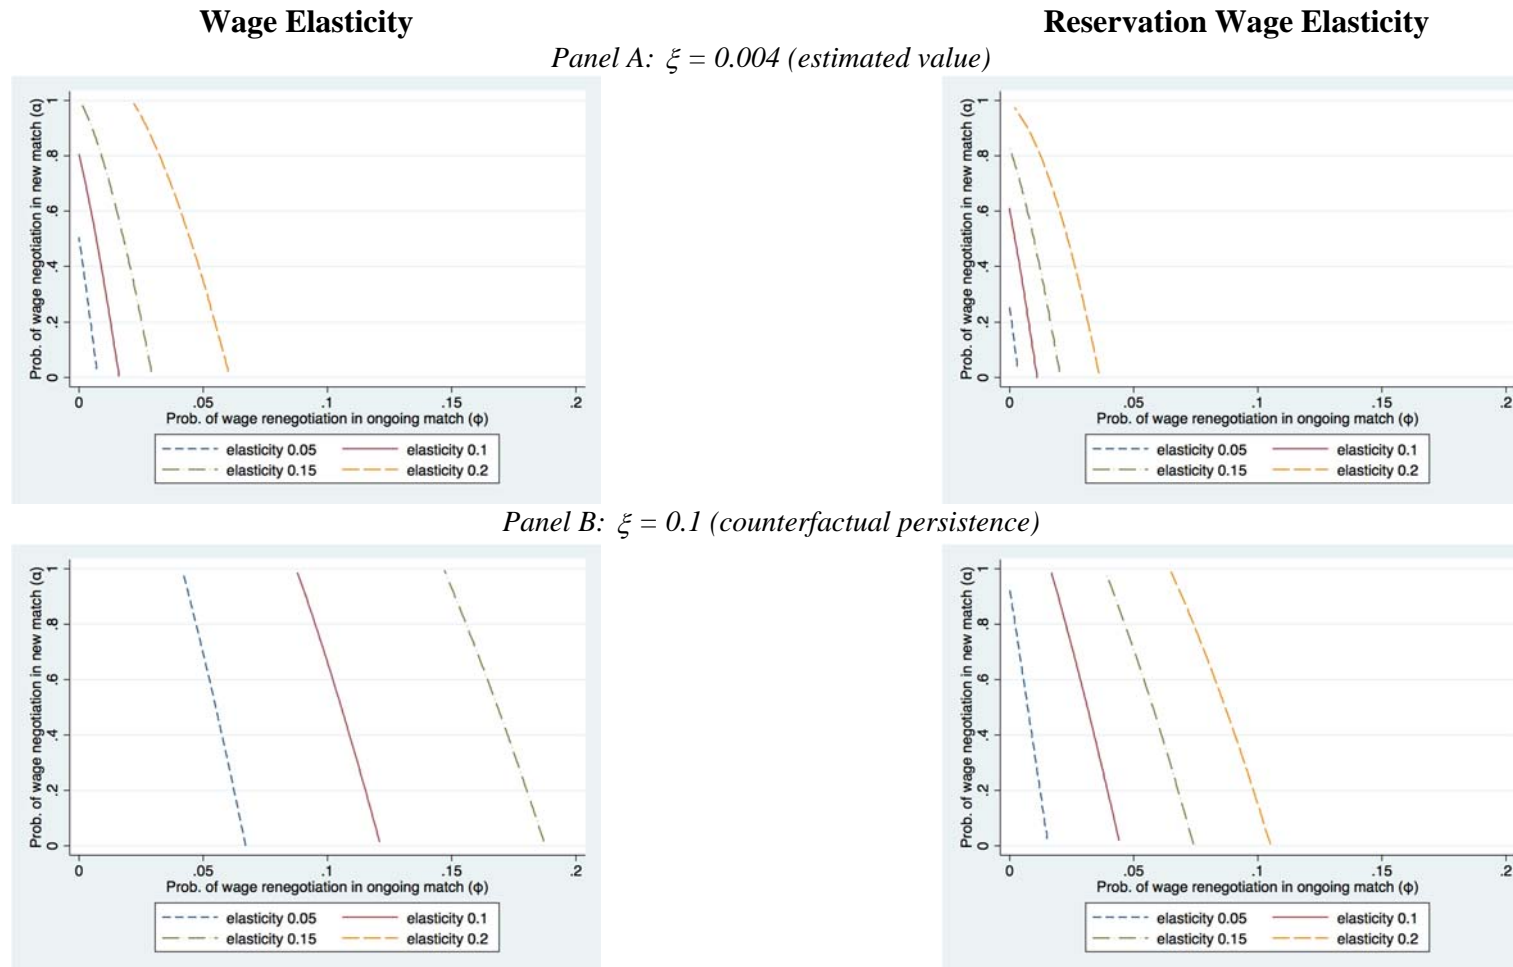 Wage Elasticity
Reservation Wage Elasticity
Panel A: ξ = 0.004 (estimated value)
Prob. of wage negotiation in new match (α)
1
.8
.6
.4
.2
0
0 .05 .1 .15 .2
Prob. of wage renegotiation in ongoing match (φ)
elasticity 0.05 elasticity 0.1
elasticity 0.15 elasticity 0.2
Prob. of wage negotiation in new match (α)
1
.8
.6
.4
.2
0
0 .05 .1 .15 .2
Prob. of wage renegotiation in ongoing match (φ)
elasticity 0.05 elasticity 0.1
elasticity 0.15 elasticity 0.2
Panel B: ξ = 0.1 (counterfactual persistence)
Prob. of wage negotiation in new match (α)
1
.8
.6
.4
.2
0
0 .05 .1 .15 .2
Prob. of wage renegotiation in ongoing match (φ)
elasticity 0.05 elasticity 0.1
elasticity 0.15 elasticity 0.2
Prob. of wage negotiation in new match (α)
1
.8
.6
.4
.2
0
0 .05 .1 .15 .2
Prob. of wage renegotiation in ongoing match (φ)
elasticity 0.05 elasticity 0.1
elasticity 0.15 elasticity 0.2